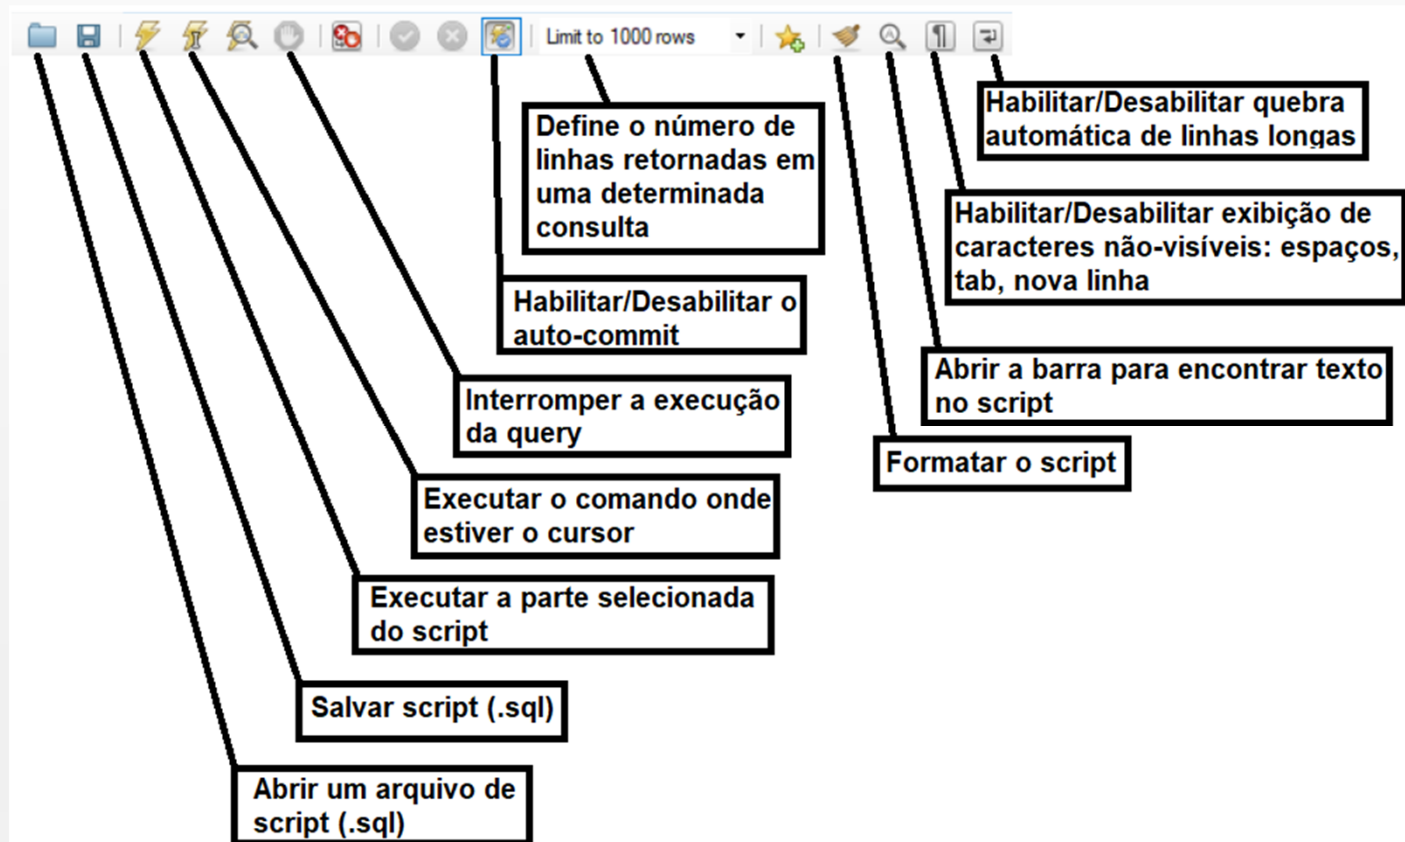 Limit to 1000 rows
Habilitar/Desabilitar quebra
automática de linhas longas
Define o número de
linhas retornadas em
uma determinada
consulta
Habilitar/Desabilitar exibição de
caracteres não-visíveis: espaços,
tab, nova linha
Habilitar/Desabilitar o
auto-commit
Abrir a barra para encontrar texto
no script
Interromper a execução
da query
Formatar o script
Executar o comando onde
estiver o cursor
Executar a parte selecionada
do script
Salvar script (.sql)
Abrir um arquivo de
script (.sql)